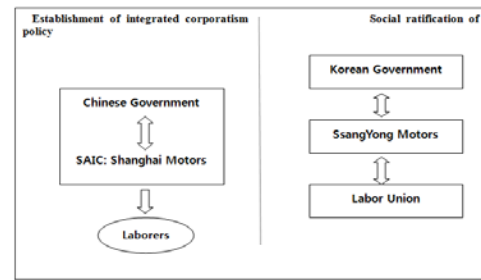 Establishment of integrated corporatism
policy
Chinese Government
SAIC: Shanghai Motors
Laborers
Social ratification of
Korean Government
SsangYong Motors
Labor Union